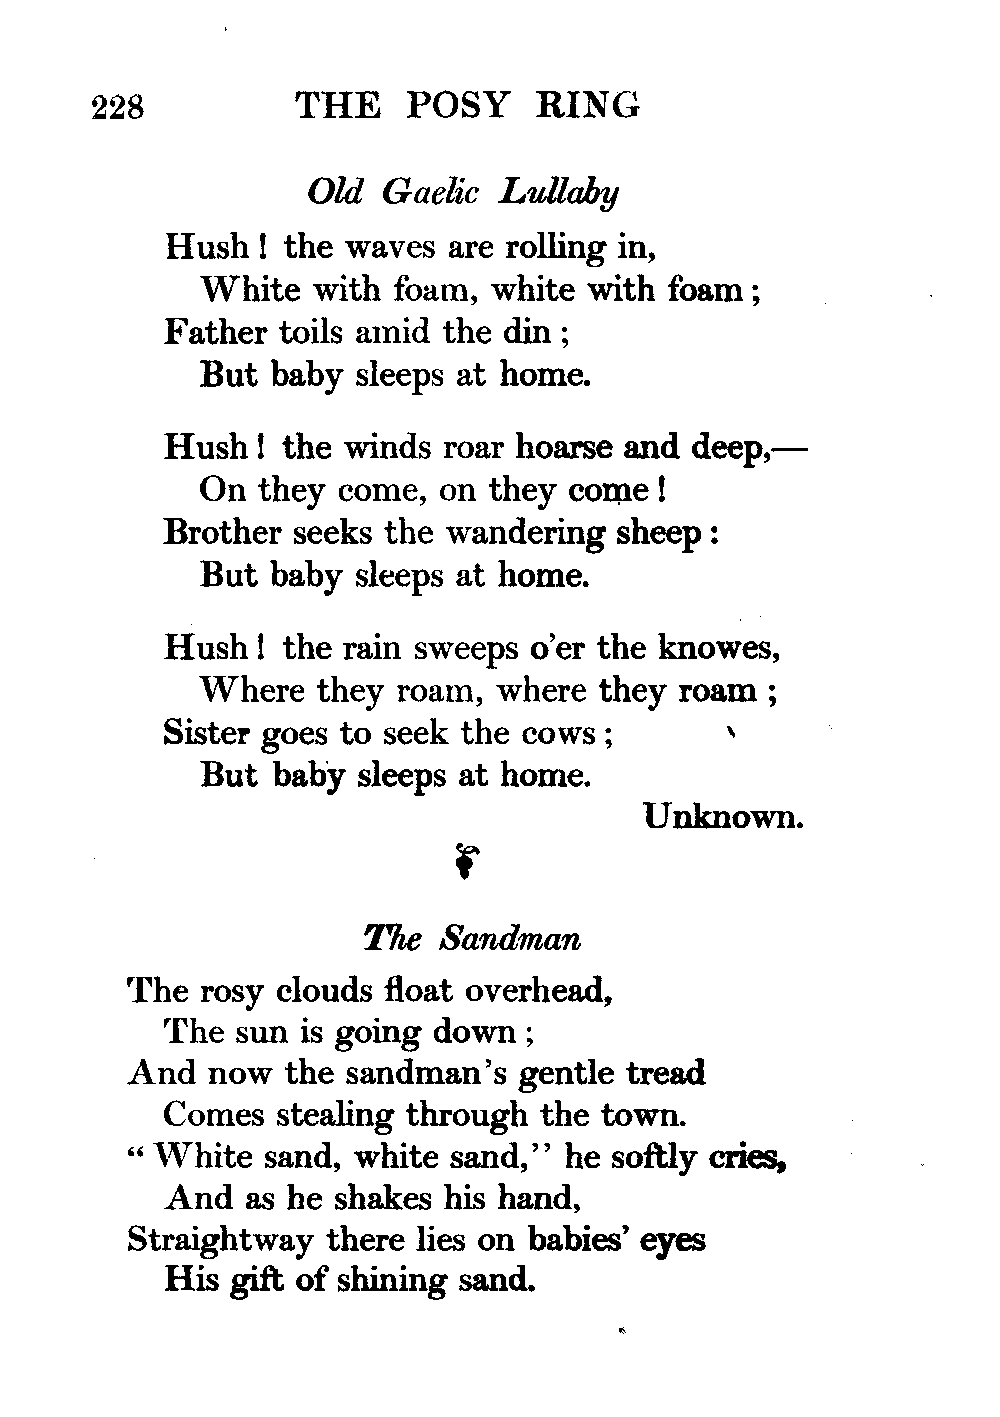 228 THE POSY RING
Old Gaelic Lullaby
Hush! the waves are rolling in,
White with foam, white with foam;
Father toils amid the din;
But baby sleeps at home.
Hush! the winds roar hoarse and deep,—
On they come, on they come!
Brother seeks the wandering sheep:
But baby sleeps at home.
Hush! the rain sweeps o'er the knowes,
Where they roam, where they roam;
Sister goes to seek the cows;
But baby sleeps at home.
Unknown.
The Sandman
The rosy clouds float overhead,
The sun is going down;
And now the sandman's gentle tread
Comes stealing through the town.
"White sand, white sand," he softly cries,
And as he shakes his hand,
Straightway there lies on babies' eyes
His gift of shining sand.